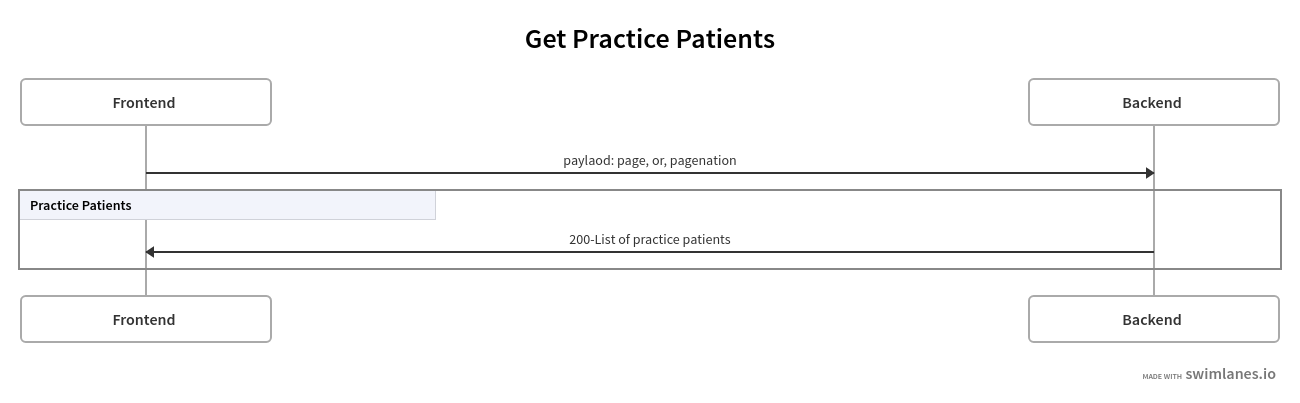 Get Practice Patients
Frontend
Backend
paylaod: page, or, pagenation
Practice Patients
200-List of practice patients
Frontend
Backend
MADE WITH swimlanes.io